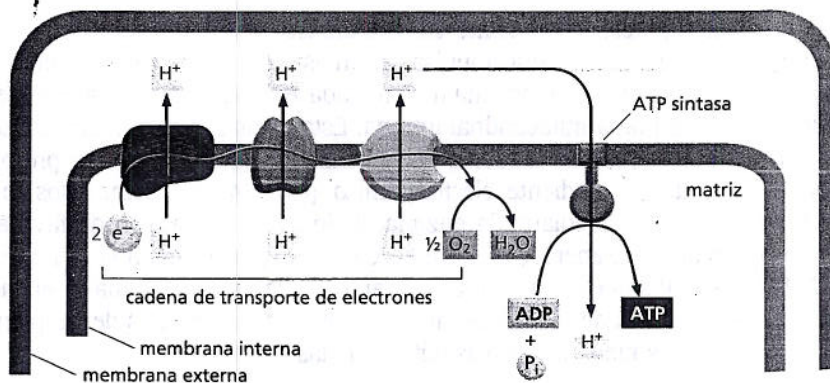 H⁺ H⁺ H⁺
ATP sintasa
matriz
2 e⁻ H⁺ H⁺ H⁺ ½ O₂ H₂O
cadena de transporte de electrones
ADP H⁺ ATP
+
Pᵢ
membrana interna
membrana externa